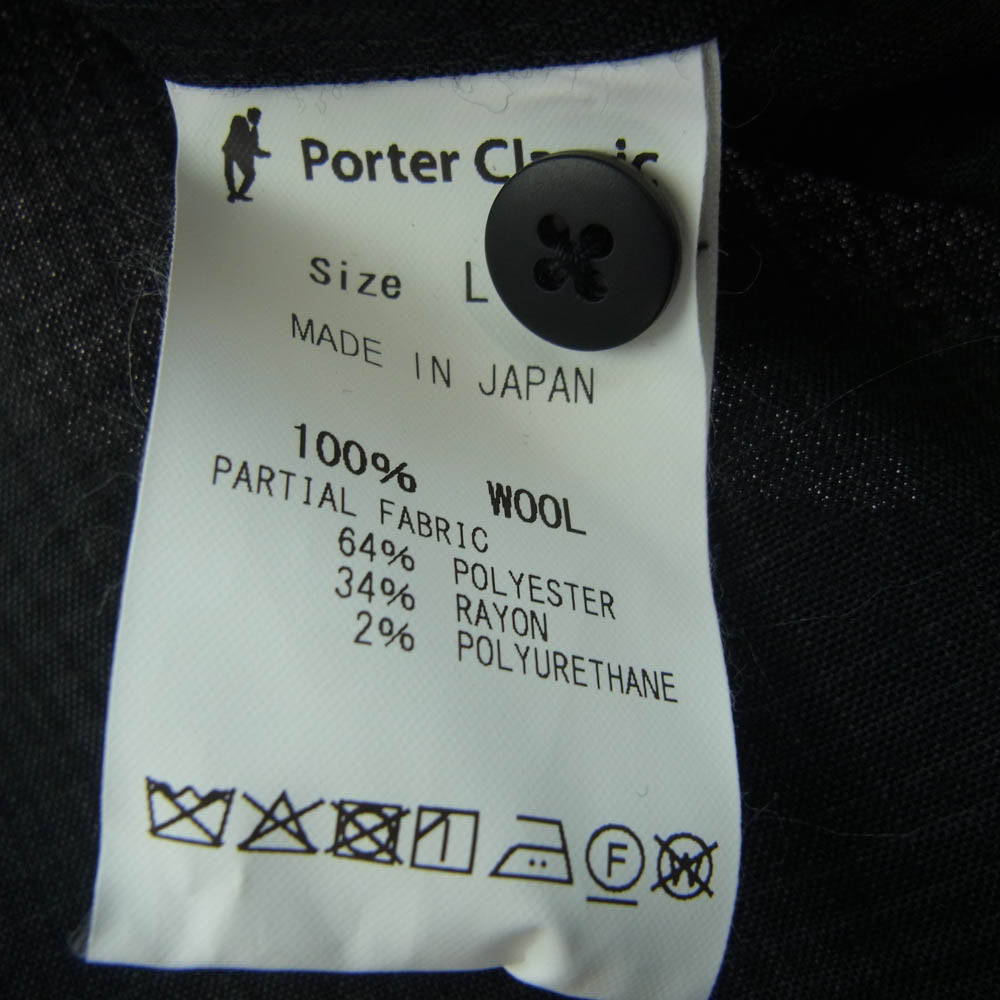 Porter
Size L
MADE IN JAPAN
100% WOOL
PARTIAL FABRIC
64% POLYESTER
34% RAYON
2% POLYURETHANE
F W